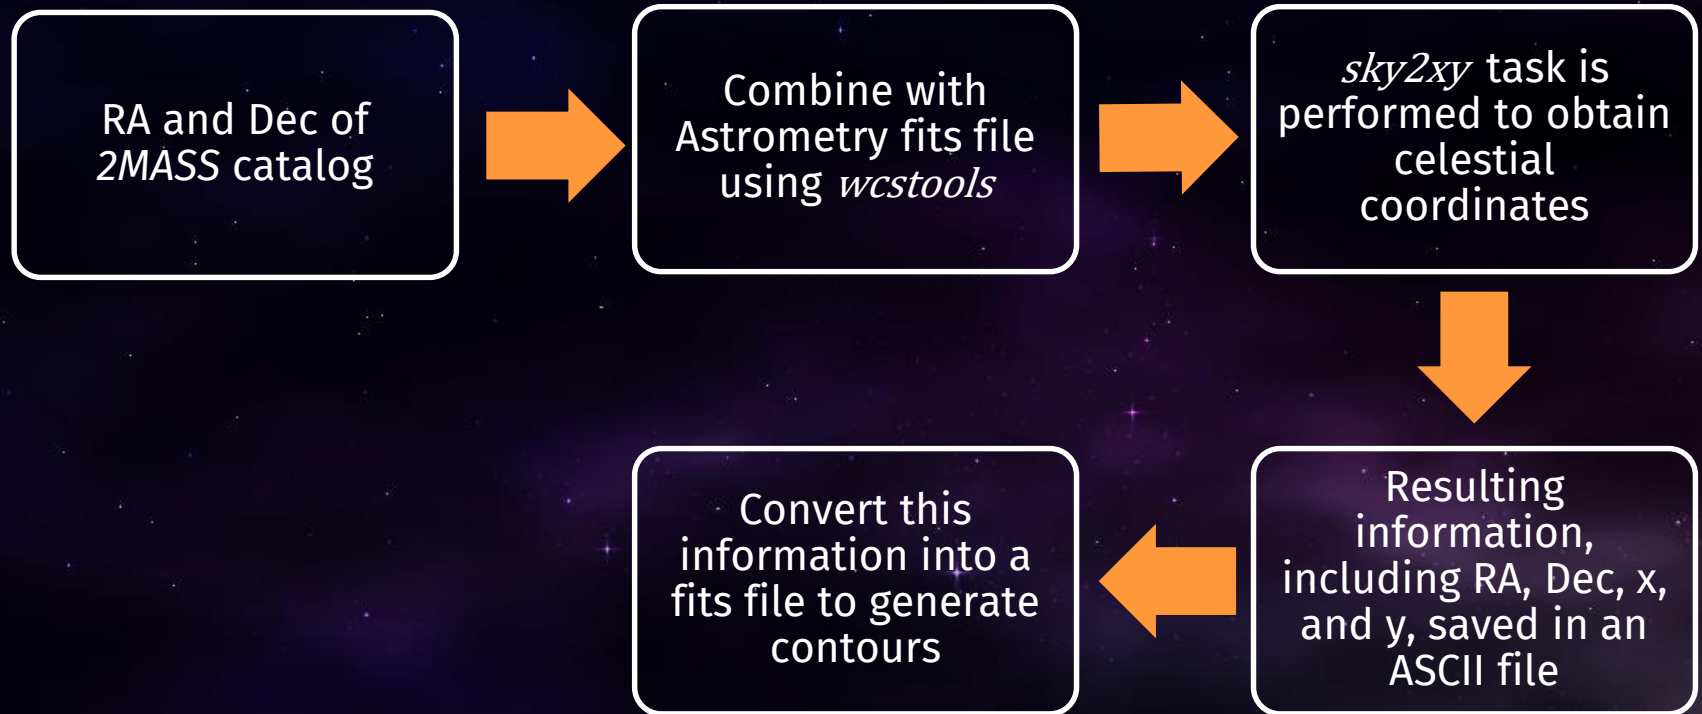 RA and Dec of
2MASS catalog
Combine with
Astrometry fits file
using wcstools
sky2xy task is
performed to obtain
celestial
coordinates
Resulting
information,
including RA, Dec, x,
and y, saved in an
ASCII file
Convert this
information into a
fits file to generate
contours